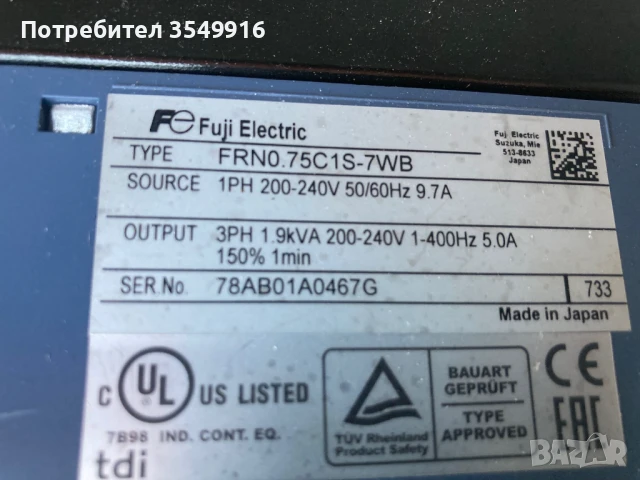 Потребител 3549916
Fe Fuji Electric
Fuji Electric
Suzuka, Mie
513-8633
Japan
TYPE FRN0.75C1S-7WB
SOURCE 1PH 200-240V 50/60Hz 9.7A
OUTPUT 3PH 1.9kVA 200-240V 1-400Hz 5.0A
150% 1min
SER.No. 78AB01A0467G 733
Made in Japan
C UL US LISTED
7B98 IND. CONT. EQ.
TÜV Rheinland
Product Safety
BAUART
GEPRÜFT
TYPE
APPROVED
CE
EAC
tdi
BAZAR